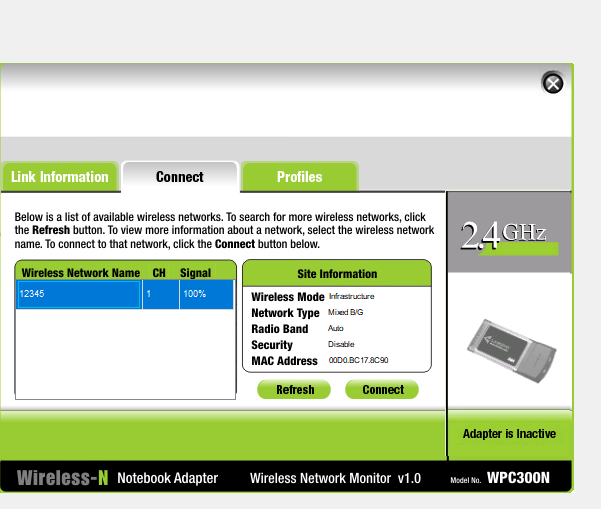 Link Information
Connect
Profiles
Below is a list of available wireless networks. To search for more wireless networks, click
the Refresh button. To view more information about a network, select the wireless network
name. To connect to that network, click the Connect button below.
2.4GHz
Wireless Network Name CH Signal
12345 1 100%
Site Information
Wireless Mode Infrastructure
Network Type Mixed B/G
Radio Band Auto
Security Disable
MAC Address 00D0.BC17.8C90
Refresh
Connect
Adapter is Inactive
Wireless-N Notebook Adapter Wireless Network Monitor v1.0 Model No. WPC300N